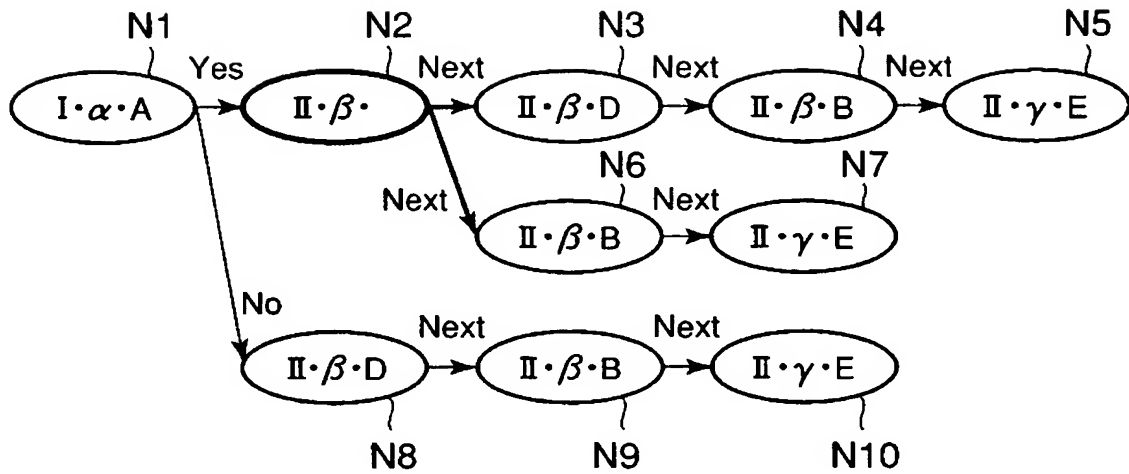 N1 N2 N3 N4 N5
Yes Next Next Next
I·α·A II·β· II·β·D II·β·B II·γ·E
N6 N7
Next Next
II·β·B II·γ·E
No Next Next
II·β·D II·β·B II·γ·E
N8 N9 N10